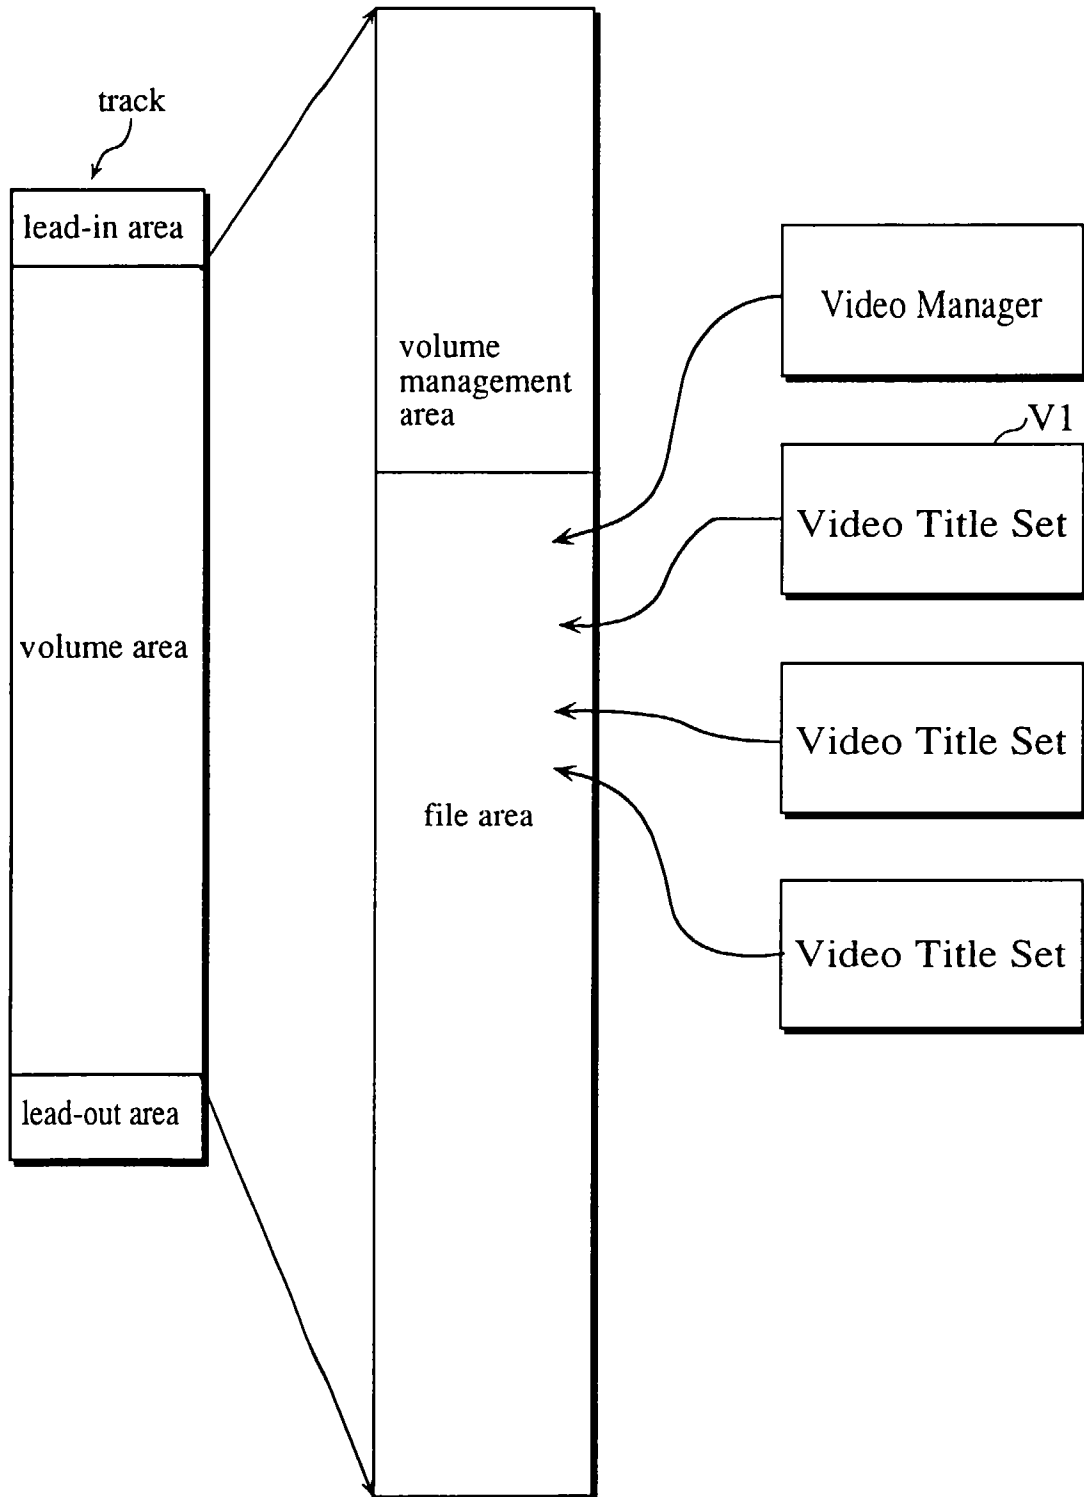 track
lead-in area
volume area
lead-out area
volume
management
area
file area
Video Manager
V1
Video Title Set
Video Title Set
Video Title Set